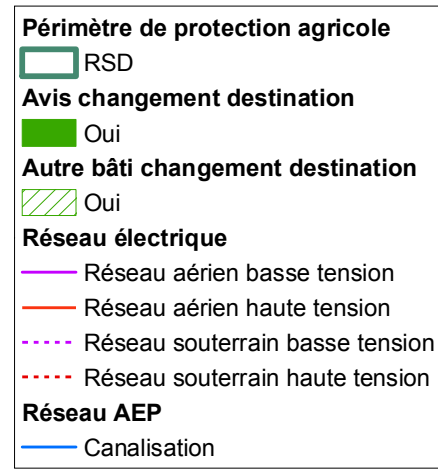 Périmètre de protection agricole
RSD
Avis changement destination
Oui
Autre bâti changement destination
Oui
Réseau électrique
Réseau aérien basse tension
Réseau aérien haute tension
Réseau souterrain basse tension
Réseau souterrain haute tension
Réseau AEP
Canalisation